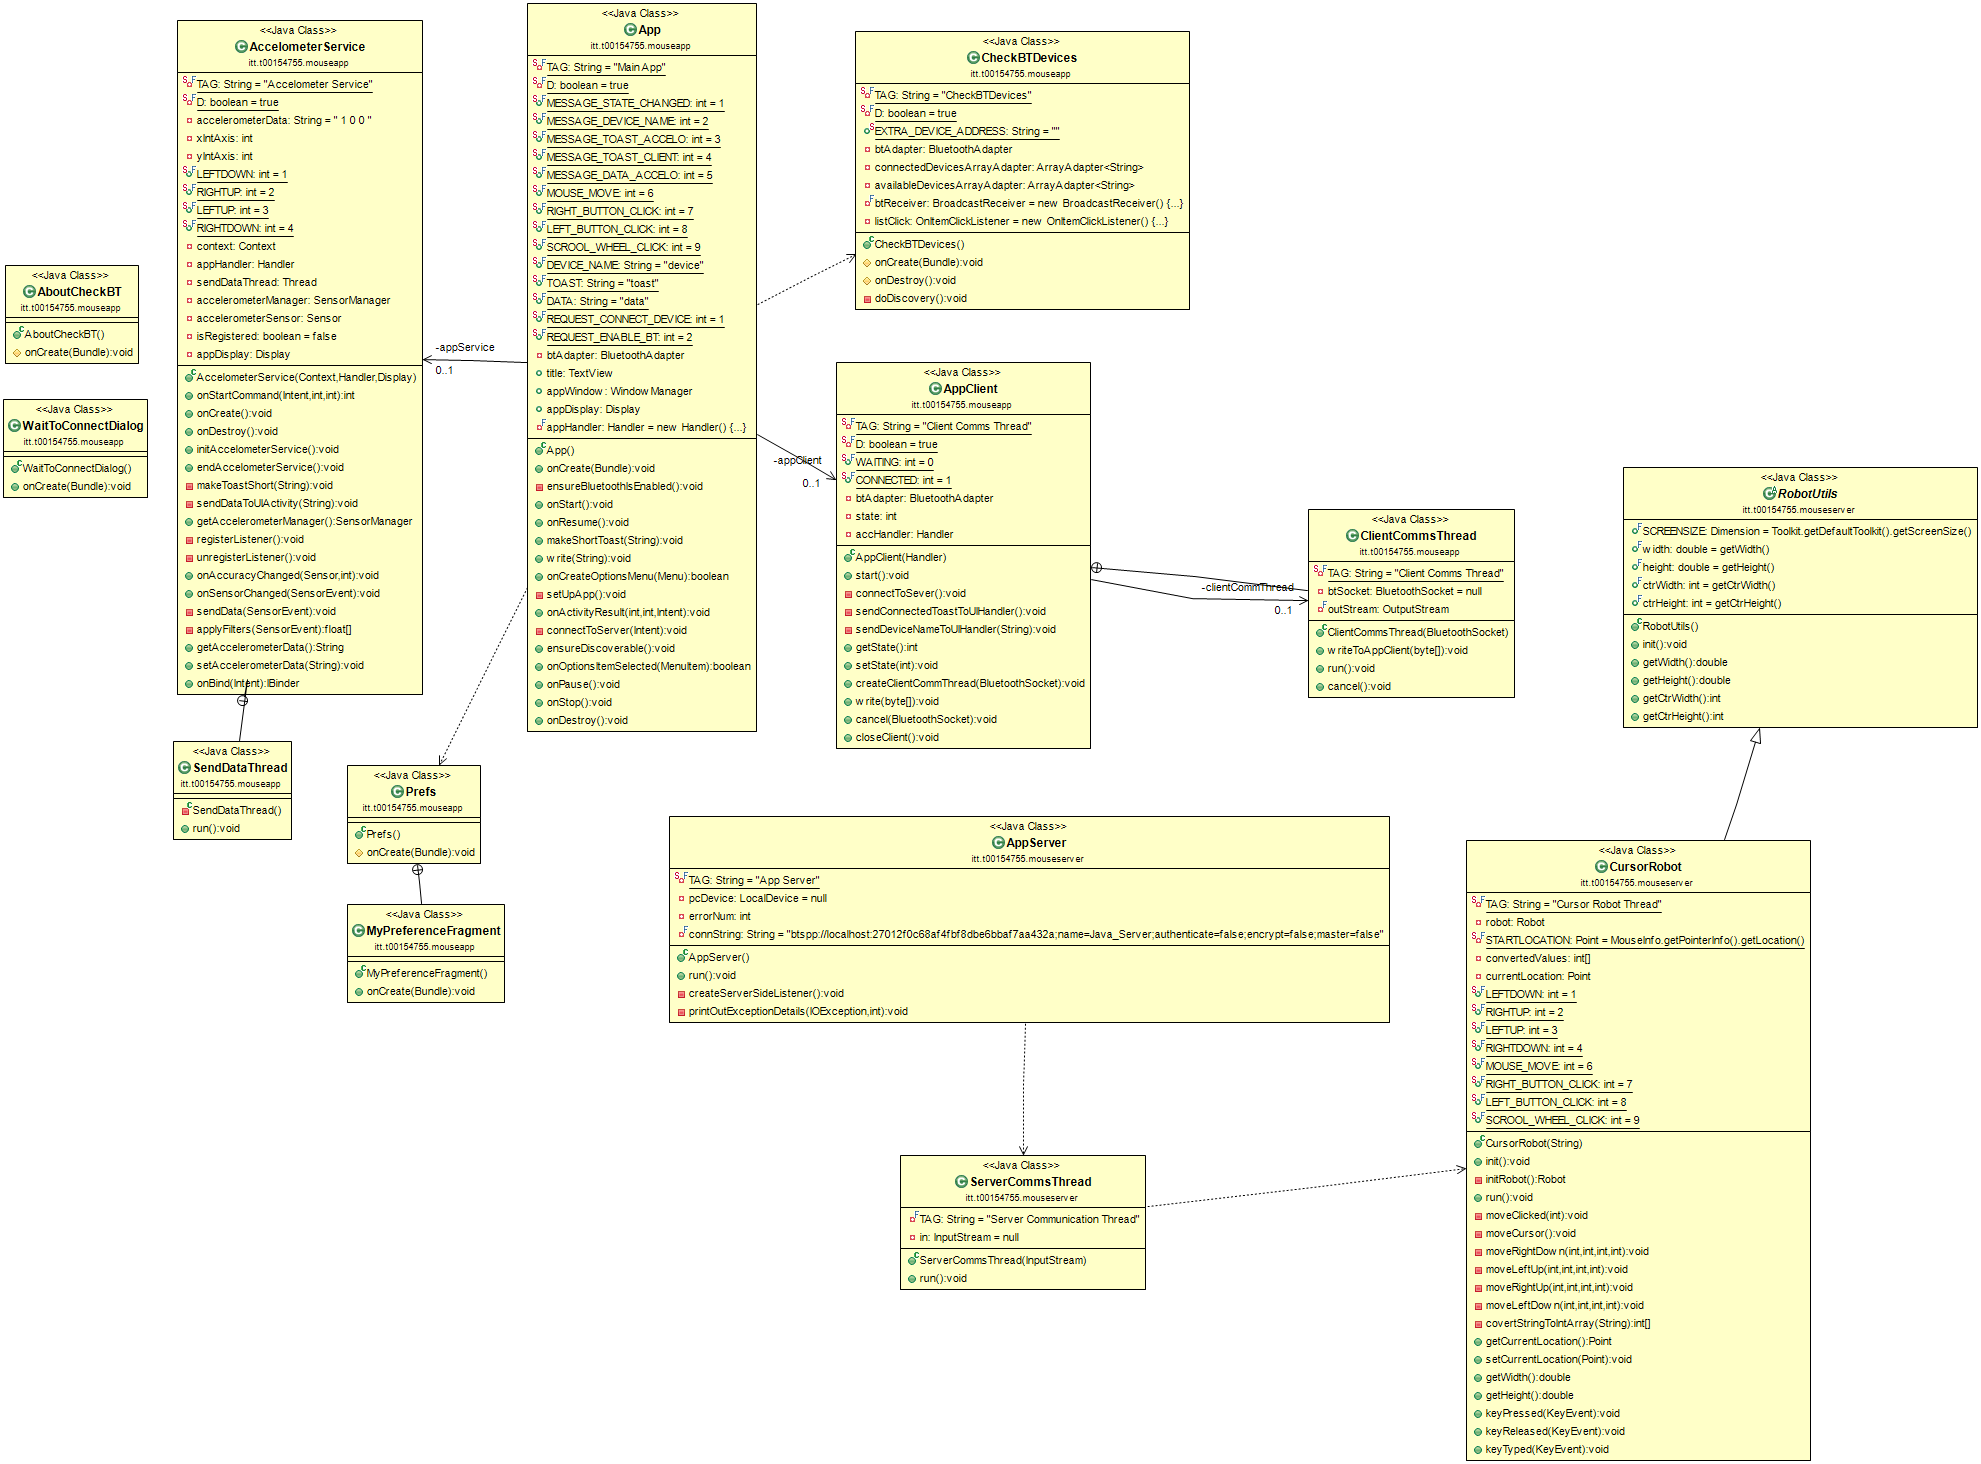 <<Java Class>>
AccelometerService
itt.t00154755.mouseapp
TAG: String = "Accelometer Service"
D: boolean = true
accelerometerData: String = " 1 0 0 "
xIntAxis: int
yIntAxis: int
LEFTDOWN: int = 1
RIGHTUP: int = 2
LEFTUP: int = 3
RIGHTDOWN: int = 4
context: Context
appHandler: Handler
sendDataThread: Thread
accelerometerManager: SensorManager
accelerometerSensor: Sensor
isRegistered: boolean = false
appDisplay: Display
AccelometerService(Context,Handler,Display)
onStartCommand(Intent,int,int):int
onCreate():void
onDestroy():void
initAccelometerService():void
endAccelometerService():void
makeToastShort(String):void
sendDataToUIActivity(String):void
getAccelerometerManager():SensorManager
registerListener():void
unregisterListener():void
onAccuracyChanged(Sensor,int):void
onSensorChanged(SensorEvent):void
sendData(SensorEvent):void
applyFilters(SensorEvent):float[]
getAccelerometerData():String
setAccelerometerData(String):void
onBind(Intent):IBinder
<<Java Class>>
App
itt.t00154755.mouseapp
TAG: String = "Main App"
D: boolean = true
MESSAGE_STATE_CHANGED: int = 1
MESSAGE_DEVICE_NAME: int = 2
MESSAGE_TOAST_ACCELO: int = 3
MESSAGE_TOAST_CLIENT: int = 4
MESSAGE_DATA_ACCELO: int = 5
MOUSE_MOVE: int = 6
RIGHT_BUTTON_CLICK: int = 7
LEFT_BUTTON_CLICK: int = 8
SCROOL_WHEEL_CLICK: int = 9
DEVICE_NAME: String = "device"
TOAST: String = "toast"
DATA: String = "data"
REQUEST_CONNECT_DEVICE: int = 1
REQUEST_ENABLE_BT: int = 2
btAdapter: BluetoothAdapter
title: TextView
appWindow: WindowManager
appDisplay: Display
appHandler: Handler = new Handler() {...}
App()
onCreate(Bundle):void
ensureBluetoothIsEnabled():void
onStart():void
onResume():void
makeShortToast(String):void
write(String):void
onCreateOptionsMenu(Menu):boolean
setUpApp():void
onActivityResult(int,int,Intent):void
connectToServer(Intent):void
ensureDiscoverable():void
onOptionsItemSelected(MenuItem):boolean
onPause():void
onStop():void
onDestroy():void
<<Java Class>>
CheckBTDevices
itt.t00154755.mouseapp
TAG: String = "CheckBTDevices"
D: boolean = true
EXTRA_DEVICE_ADDRESS: String = ""
btAdapter: BluetoothAdapter
connectedDevicesArrayAdapter: ArrayAdapter<String>
availableDevicesArrayAdapter: ArrayAdapter<String>
btReceiver: BroadcastReceiver = new BroadcastReceiver() {...}
listClick: OnItemClickListener = new OnItemClickListener() {...}
CheckBTDevices()
onCreate(Bundle):void
onDestroy():void
doDiscovery():void
<<Java Class>>
AboutCheckBT
itt.t00154755.mouseapp
AboutCheckBT()
onCreate(Bundle):void
<<Java Class>>
WaitToConnectDialog
itt.t00154755.mouseapp
WaitToConnectDialog()
onCreate(Bundle):void
-appService
0..1
-appClient
0..1
<<Java Class>>
AppClient
itt.t00154755.mouseapp
TAG: String = "Client Comms Thread"
D: boolean = true
WAITING: int = 0
CONNECTED: int = 1
btAdapter: BluetoothAdapter
state: int
accHandler: Handler
AppClient(Handler)
start():void
connectToSever():void
sendConnectedToastToUIHandler():void
sendDeviceNameToUIHandler(String):void
getState():int
setState(int):void
createClientCommThread(BluetoothSocket):void
write(byte[]):void
cancel(BluetoothSocket):void
closeClient():void
-clientCommThread
0..1
<<Java Class>>
ClientCommsThread
itt.t00154755.mouseapp
TAG: String = "Client Comms Thread"
btSocket: BluetoothSocket = null
outStream: OutputStream
ClientCommsThread(BluetoothSocket)
writeToAppClient(byte[]):void
run():void
cancel():void
<<Java Class>>
RobotUtils
itt.t00154755.mouseserver
SCREENSIZE: Dimension = Toolkit.getDefaultToolkit().getScreenSize()
width: double = getWidth()
height: double = getHeight()
ctrWidth: int = getCtrWidth()
ctrHeight: int = getCtrHeight()
RobotUtils()
init():void
getWidth():double
getHeight():double
getCtrWidth():int
getCtrHeight():int
<<Java Class>>
SendDataThread
itt.t00154755.mouseapp
SendDataThread()
run():void
<<Java Class>>
Prefs
itt.t00154755.mouseapp
Prefs()
onCreate(Bundle):void
<<Java Class>>
MyPreferenceFragment
itt.t00154755.mouseapp
MyPreferenceFragment()
onCreate(Bundle):void
<<Java Class>>
AppServer
itt.t00154755.mouseserver
TAG: String = "App Server"
pcDevice: LocalDevice = null
errorNum: int
connString: String = "btspp://localhost:27012f0c68af4fbf8dbe6bbaf7aa432a;name=Java_Server;authenticate=false;encrypt=false;master=false"
AppServer()
run():void
createServerSideListener():void
printOutExceptionDetails(IOException,int):void
<<Java Class>>
ServerCommsThread
itt.t00154755.mouseserver
TAG: String = "Server Communication Thread"
in: InputStream = null
ServerCommsThread(InputStream)
run():void
<<Java Class>>
CursorRobot
itt.t00154755.mouseserver
TAG: String = "Cursor Robot Thread"
robot: Robot
STARTLOCATION: Point = MouseInfo.getPointerInfo().getLocation()
convertedValues: int[]
currentLocation: Point
LEFTDOWN: int = 1
RIGHTUP: int = 2
LEFTUP: int = 3
RIGHTDOWN: int = 4
MOUSE_MOVE: int = 6
RIGHT_BUTTON_CLICK: int = 7
LEFT_BUTTON_CLICK: int = 8
SCROOL_WHEEL_CLICK: int = 9
CursorRobot(String)
init():void
initRobot():Robot
run():void
moveClicked(int):void
moveCursor():void
moveRightDown(int,int,int,int):void
moveLeftUp(int,int,int,int):void
moveRightUp(int,int,int,int):void
moveLeftDown(int,int,int,int):void
covertStringToIntArray(String):int[]
getCurrentLocation():Point
setCurrentLocation(Point):void
getWidth():double
getHeight():double
keyPressed(KeyEvent):void
keyReleased(KeyEvent):void
keyTyped(KeyEvent):void